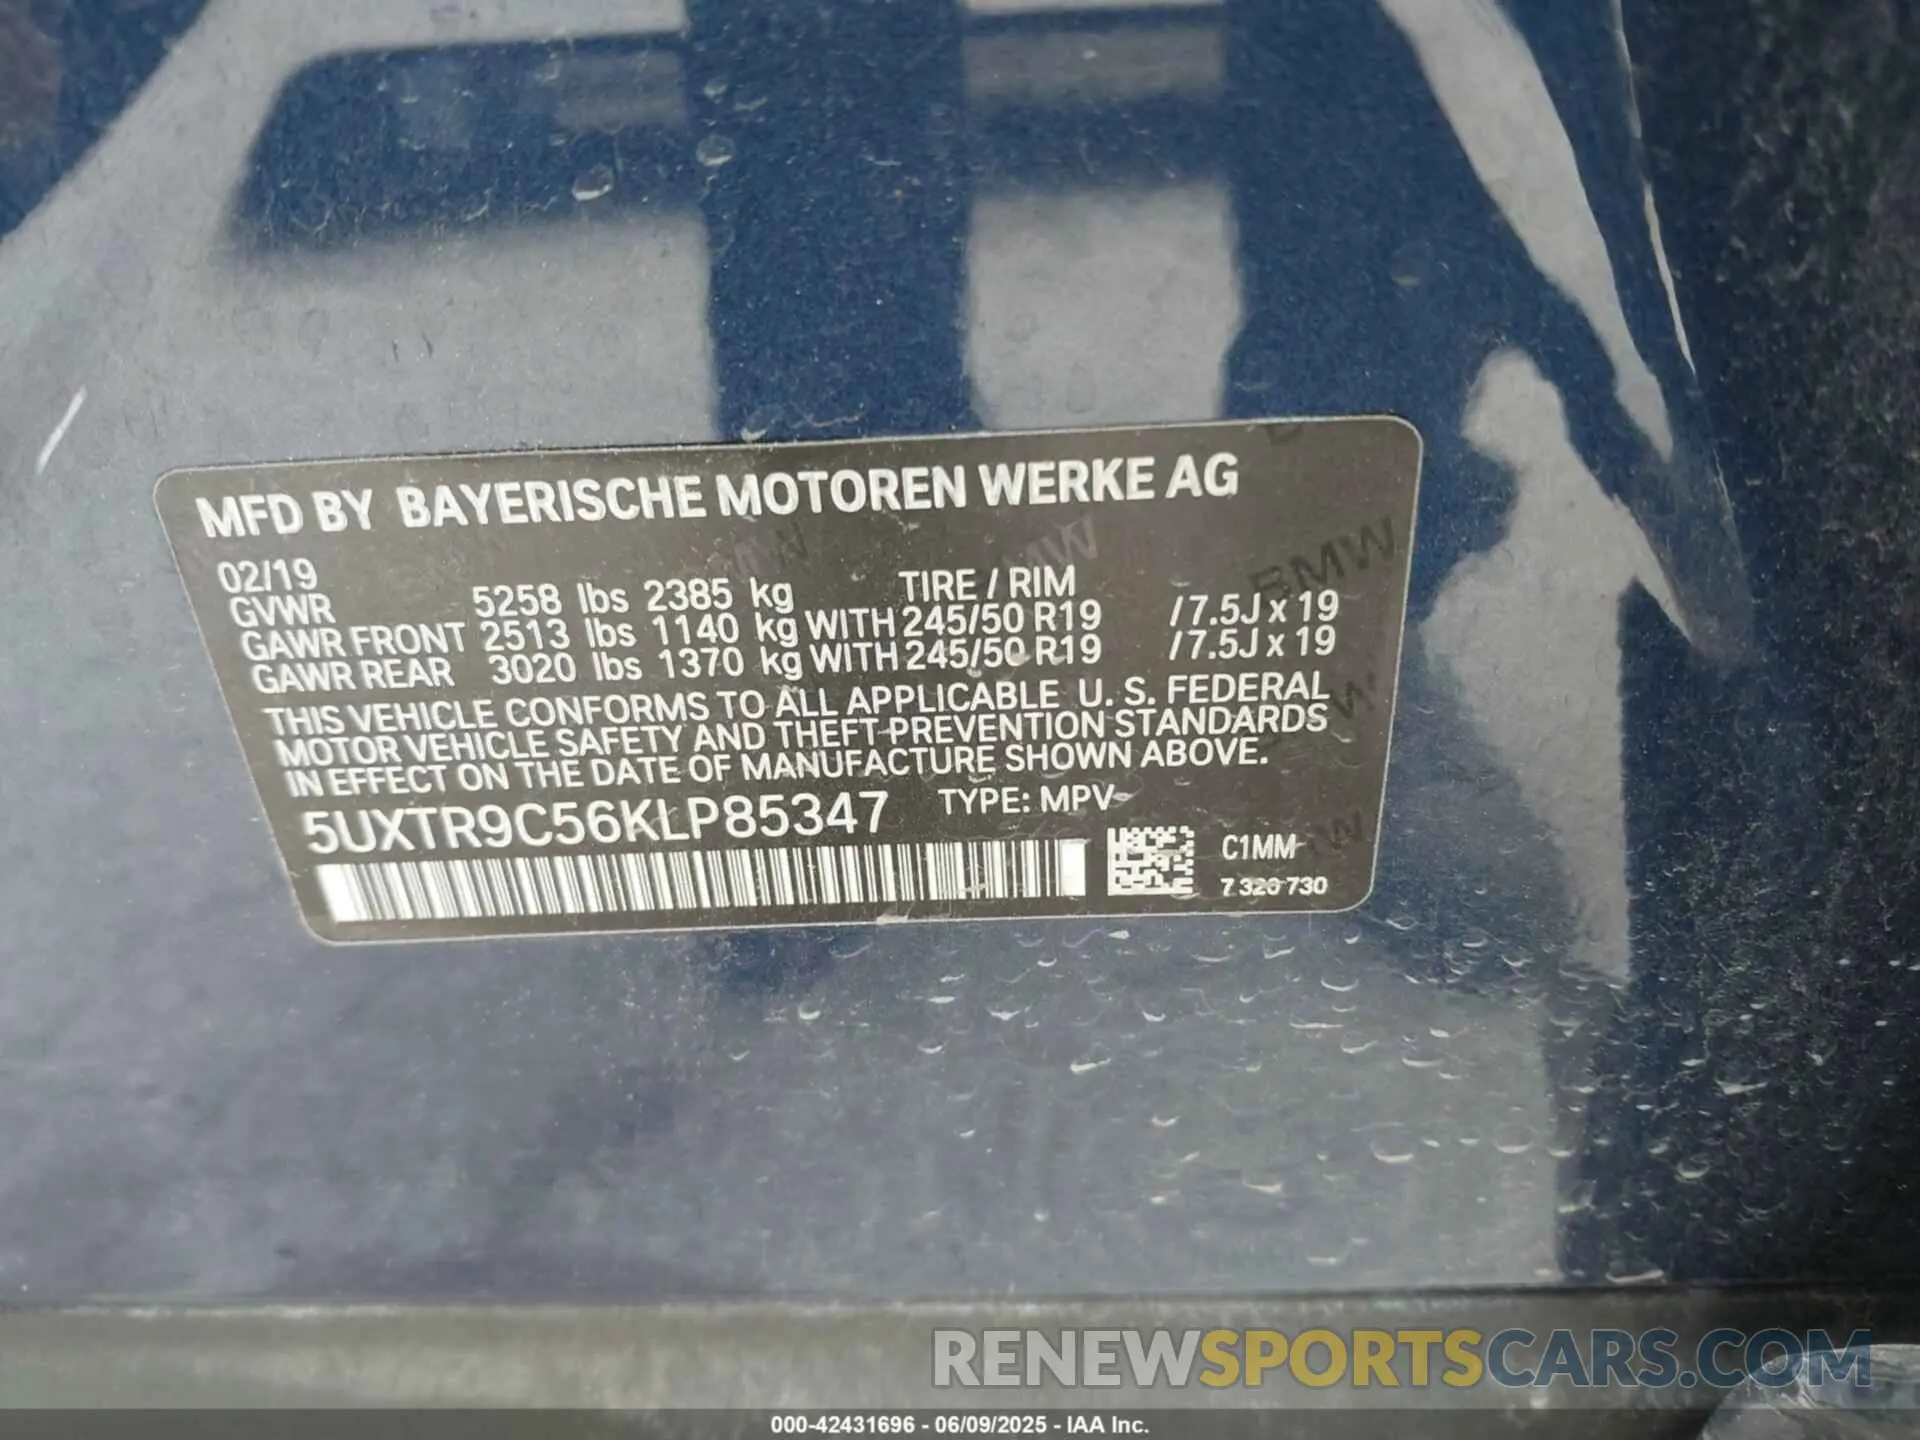 MFD BY BAYERISCHE MOTOREN WERKE AG
02/19 TIRE / RIM
GVWR 5258 lbs 2385 kg
GAWR FRONT 2513 lbs 1140 kg WITH 245/50 R19 /7.5J x 19
GAWR REAR 3020 lbs 1370 kg WITH 245/50 R19 /7.5J x 19
THIS VEHICLE CONFORMS TO ALL APPLICABLE U. S. FEDERAL
MOTOR VEHICLE SAFETY AND THEFT PREVENTION STANDARDS
IN EFFECT ON THE DATE OF MANUFACTURE SHOWN ABOVE.
5UXTR9C56KLP85347 TYPE: MPV
C1MM
7 320 730
BMW
RENEWSPORTSCARS.COM
000-42431696 - 06/09/2025 - IAA Inc.